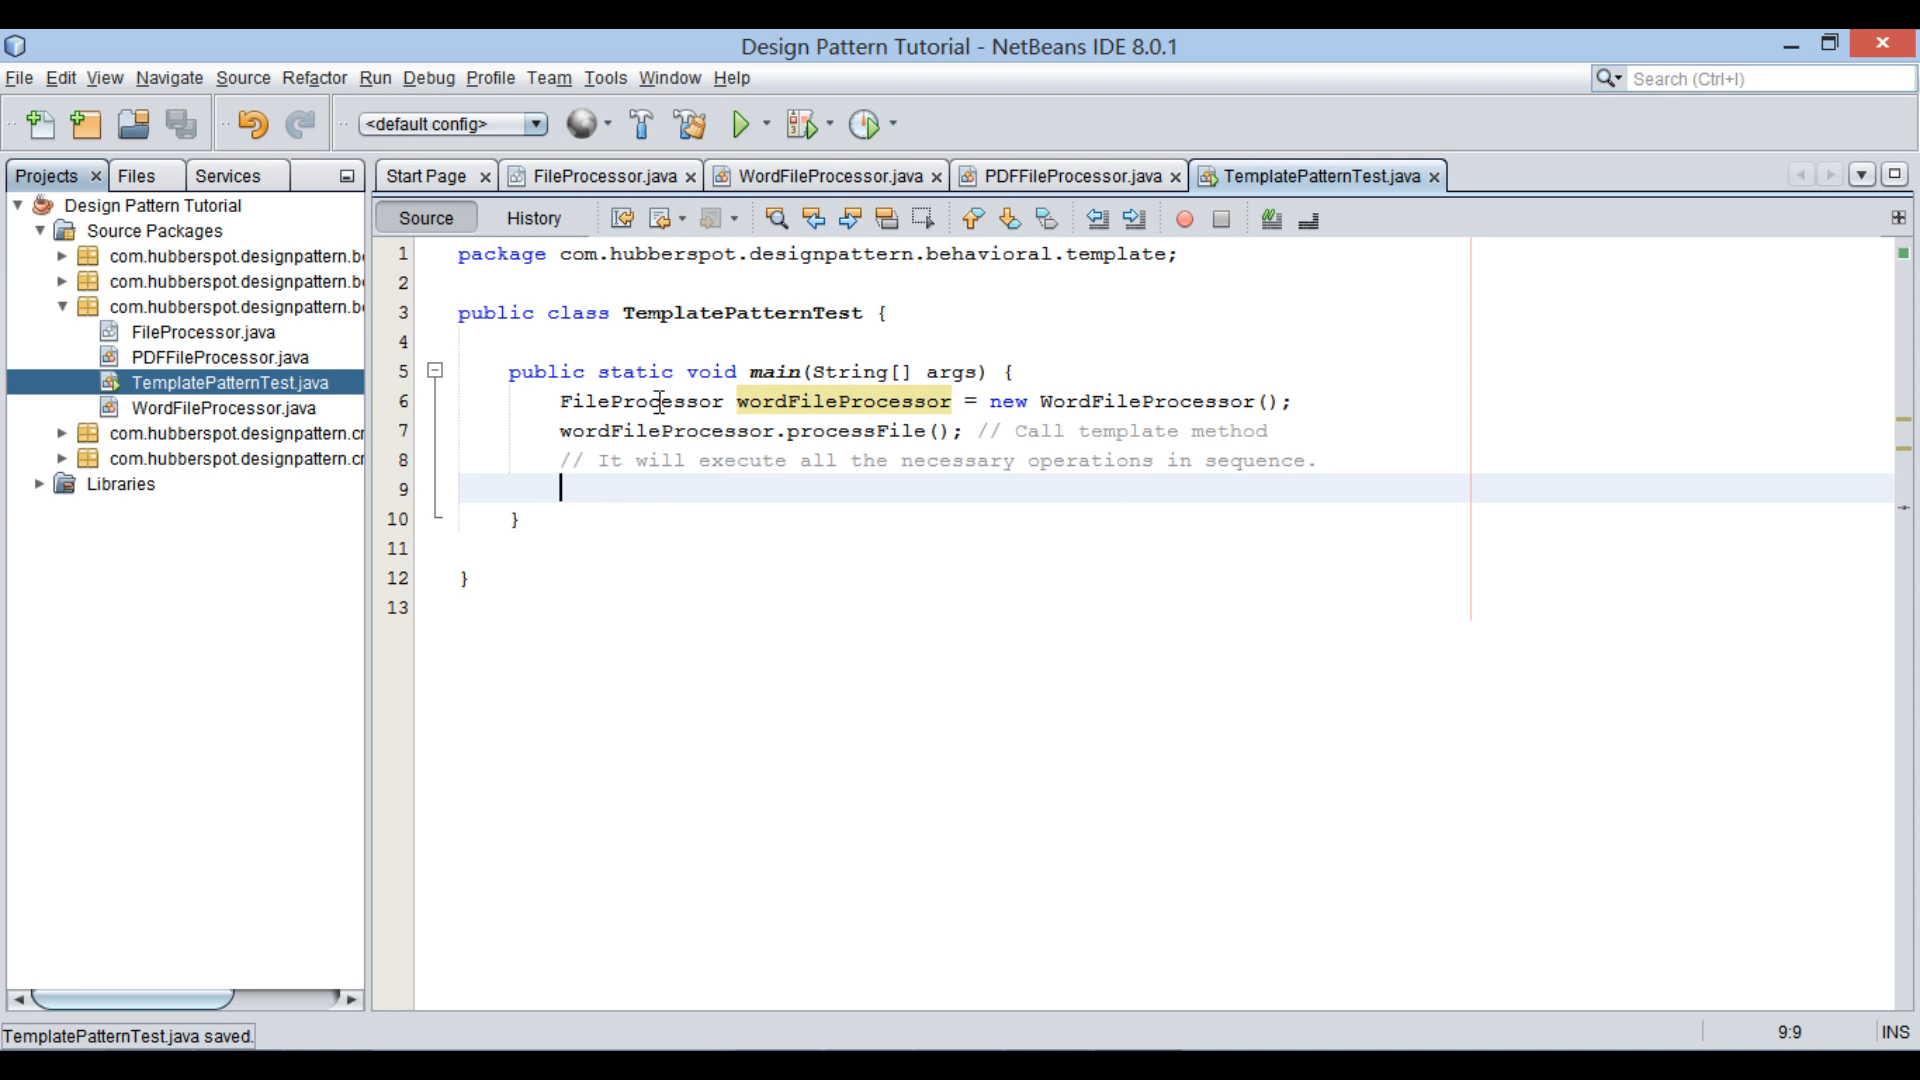 Design Pattern Tutorial - NetBeans IDE 8.0.1
File Edit View Navigate Source Refactor Run Debug Profile Team Tools Window Help
Search (Ctrl+I)
<default config>
Projects Files Services
Start Page FileProcessor.java WordFileProcessor.java PDFFileProcessor.java TemplatePatternTest.java
Source History
Design Pattern Tutorial
Source Packages
com.hubberspot.designpattern.be
com.hubberspot.designpattern.be
com.hubberspot.designpattern.be
FileProcessor.java
PDFFileProcessor.java
TemplatePatternTest.java
WordFileProcessor.java
com.hubberspot.designpattern.cr
com.hubberspot.designpattern.cr
Libraries
1 package com.hubberspot.designpattern.behavioral.template;
2
3 public class TemplatePatternTest {
4
5 public static void main(String[] args) {
6 FileProcessor wordFileProcessor = new WordFileProcessor();
7 wordFileProcessor.processFile(); // Call template method
8 // It will execute all the necessary operations in sequence.
9
10 }
11
12 }
13
TemplatePatternTest.java saved.
9:9 INS